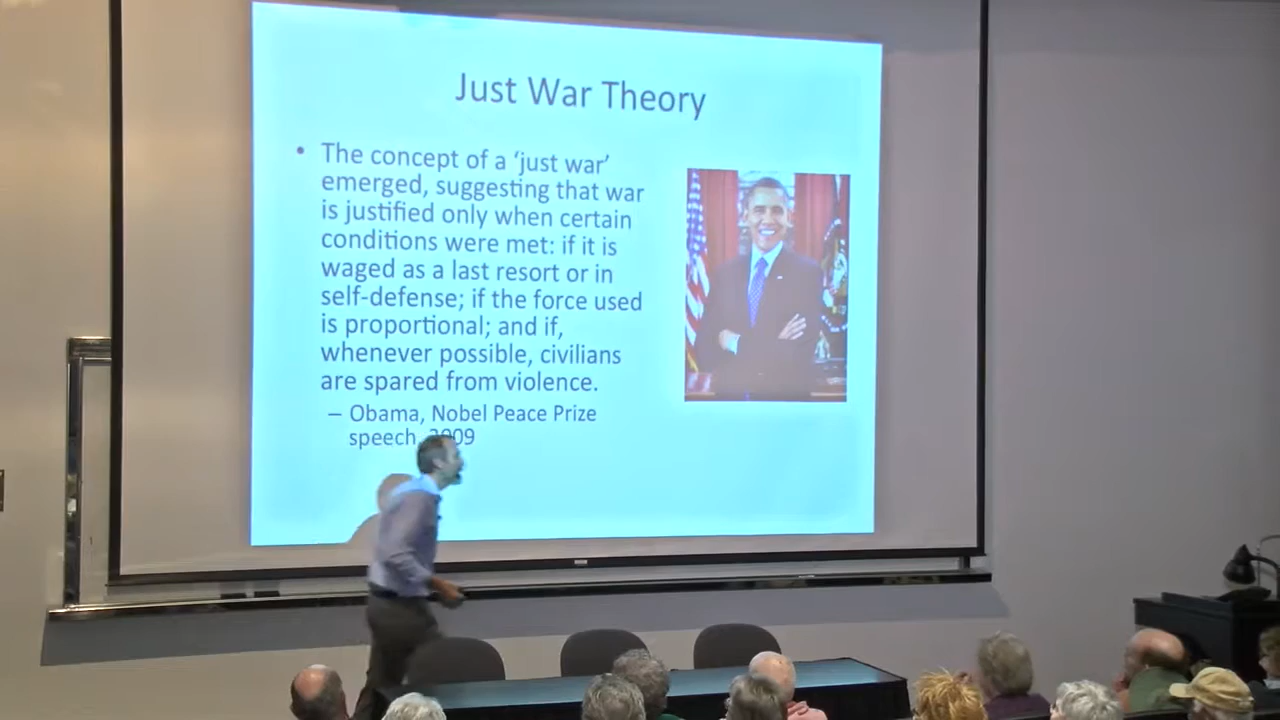 Just War Theory
• The concept of a ‘just war’
emerged, suggesting that war
is justified only when certain
conditions were met: if it is
waged as a last resort or in
self-defense; if the force used
is proportional; and if,
whenever possible, civilians
are spared from violence.
– Obama, Nobel Peace Prize
speech, 2009